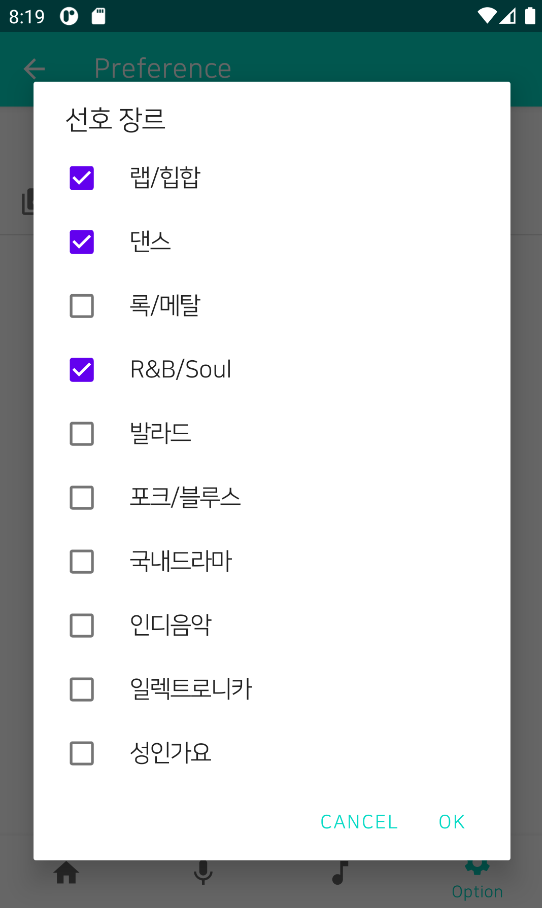 8:19
Preference
선호 장르
랩/힙합
댄스
록/메탈
R&B/Soul
발라드
포크/블루스
국내드라마
인디음악
일렉트로니카
성인가요
CANCEL OK
Option